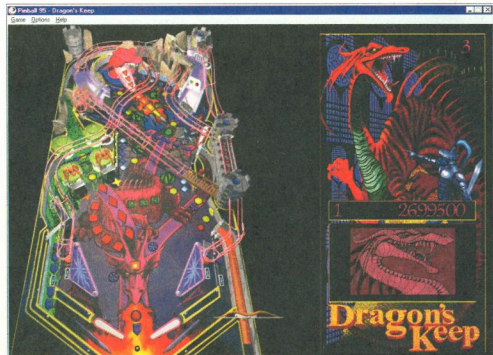 Pinball 95 - Dragon's Keep
Game Options Help
3
1 2699500
Dragon's
Keep